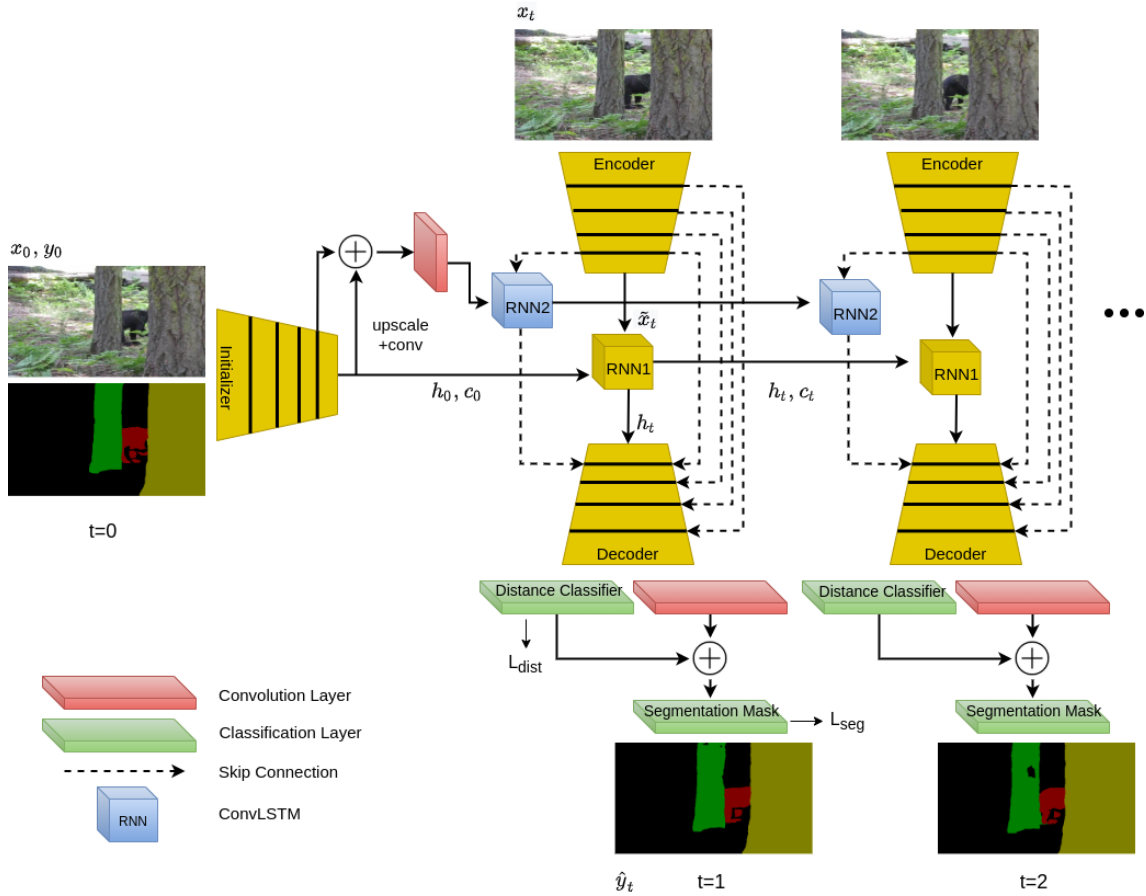 x_t
Encoder
Encoder
x_0, y_0
RNN2
RNN2
x̃_t
upscale
+conv
Initializer
RNN1
RNN1
h_0, c_0
h_t, c_t
h_t
t=0
Decoder
Decoder
Distance Classifier
Distance Classifier
L_dist
Convolution Layer
Segmentation Mask
Segmentation Mask
L_seg
Classification Layer
Skip Connection
RNN
ConvLSTM
ŷ_t
t=1
t=2